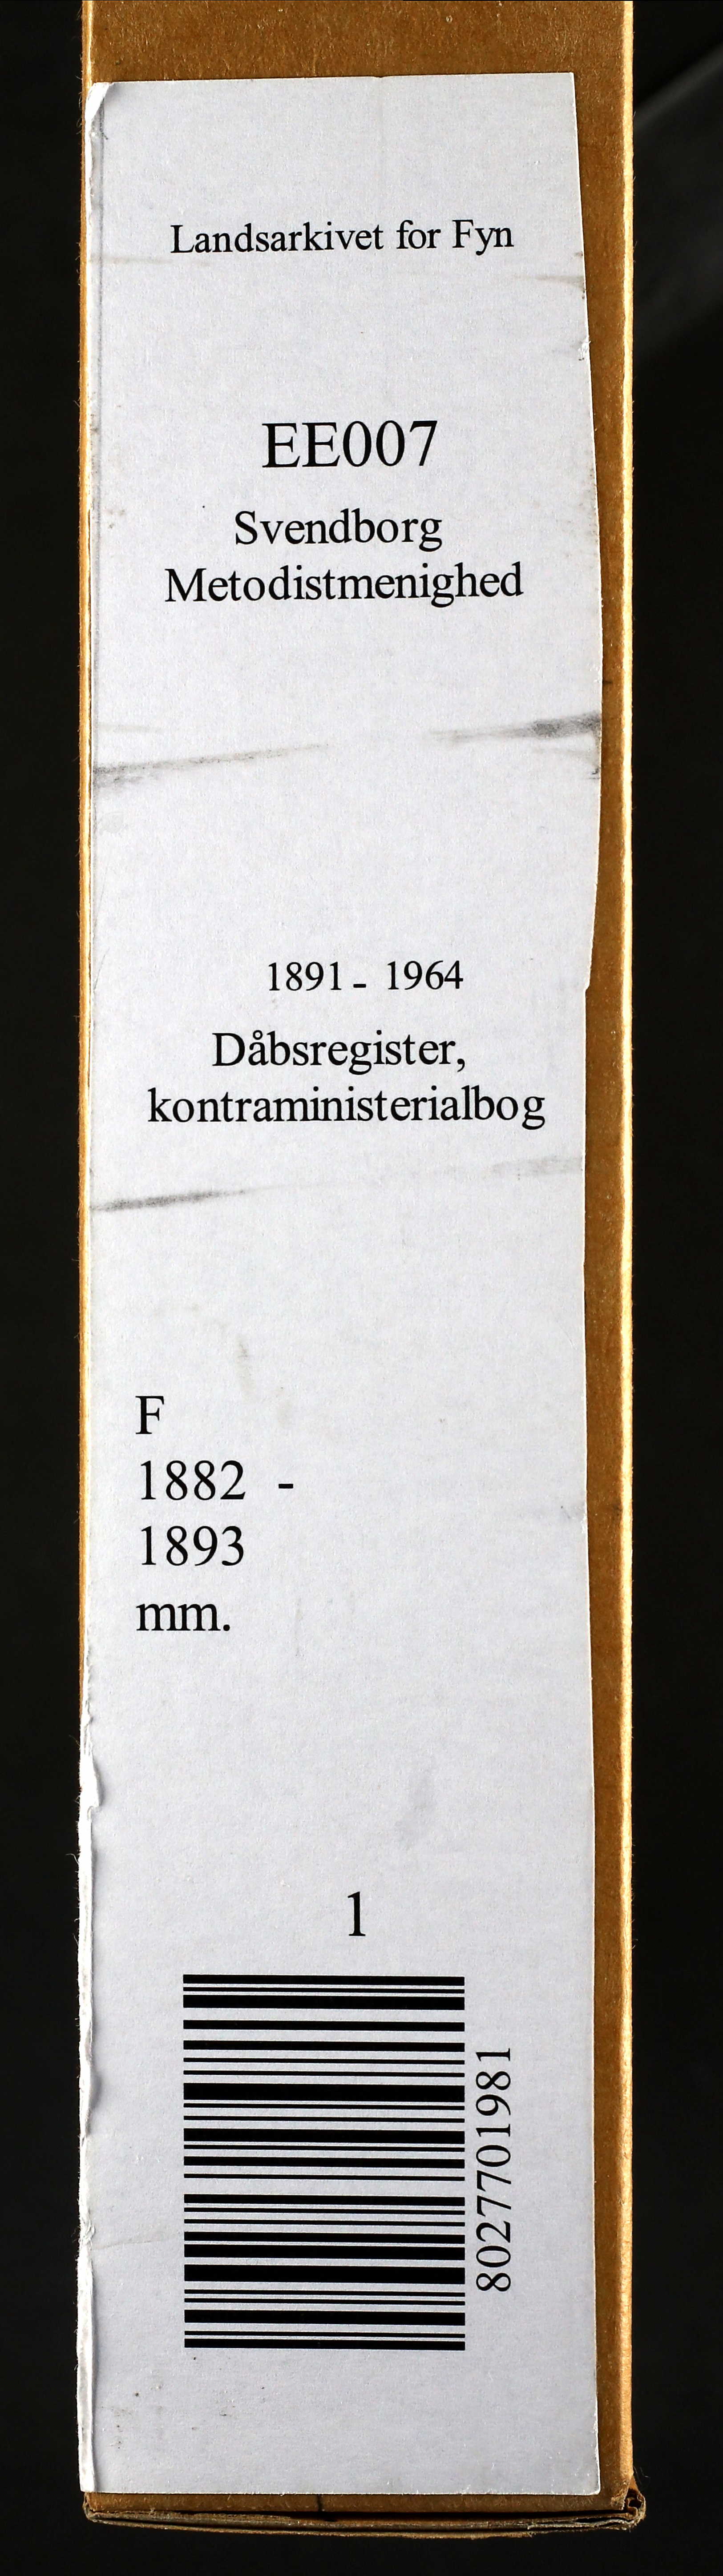 Landsarkivet for Fyn
EE007
Svendborg
Metodistmenighed
1891 - 1964
Dåbsregister,
kontraministerialbog
F
1882 -
1893
mm.
1
8027701981